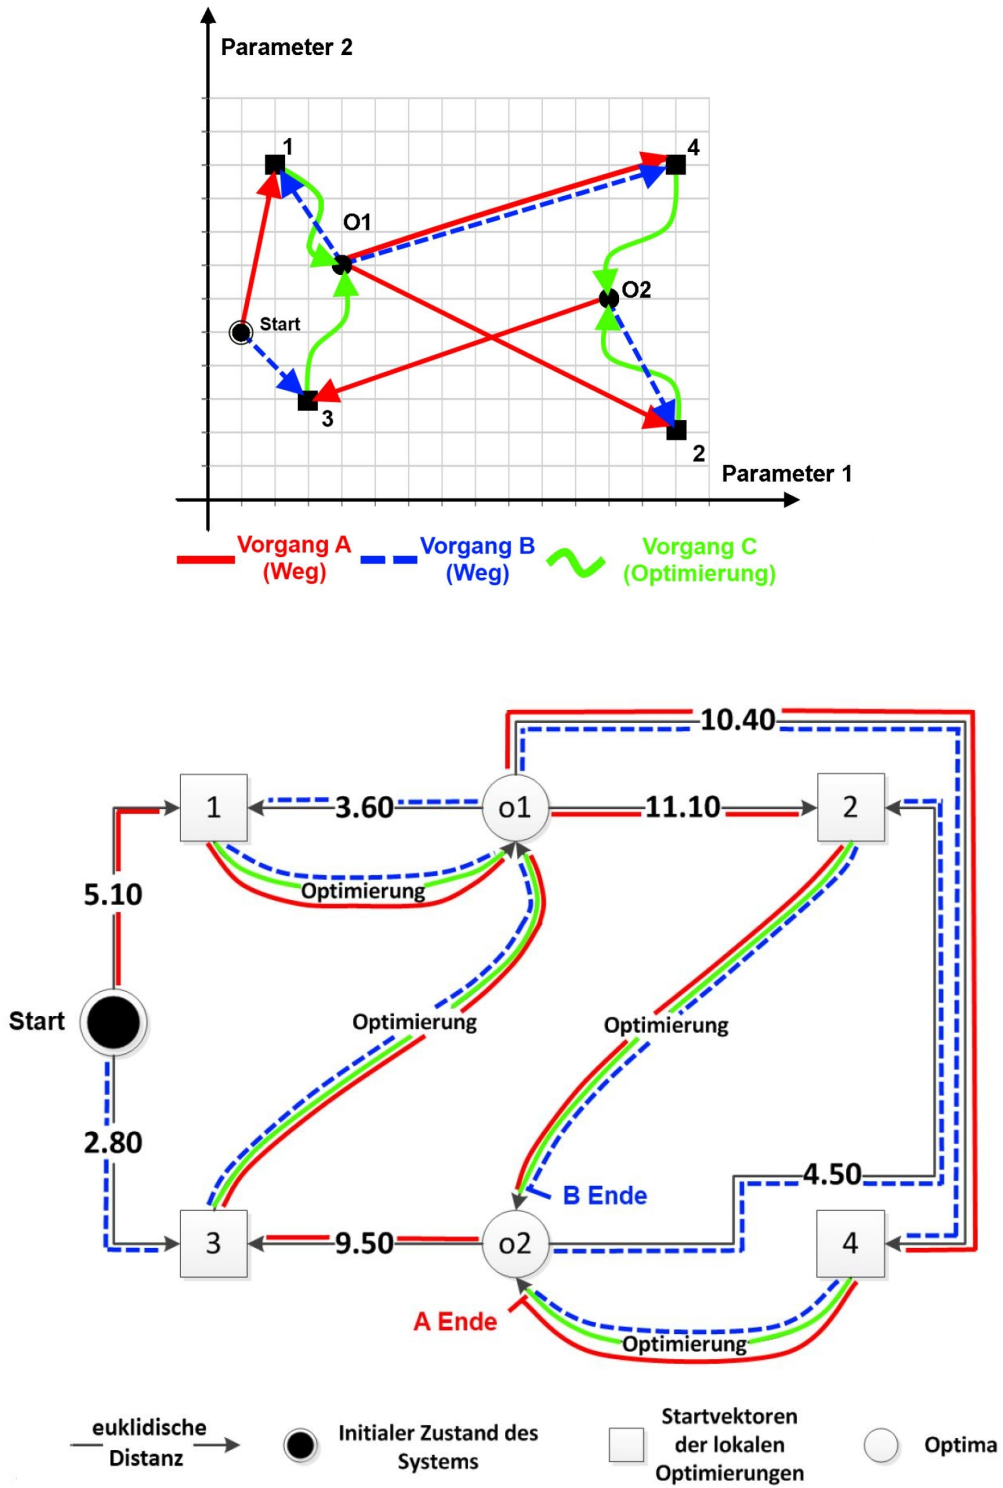 Parameter 2
1
4
O1
O2
Start
3
2
Parameter 1
Vorgang A
(Weg)
Vorgang B
(Weg)
Vorgang C
(Optimierung)
10.40
1
3.60
o1
11.10
2
5.10
Optimierung
Start
Optimierung
Optimierung
2.80
4.50
B Ende
3
9.50
o2
4
A Ende
Optimierung
euklidische
Distanz
Initialer Zustand des
Systems
Startvektoren
der lokalen
Optimierungen
Optima